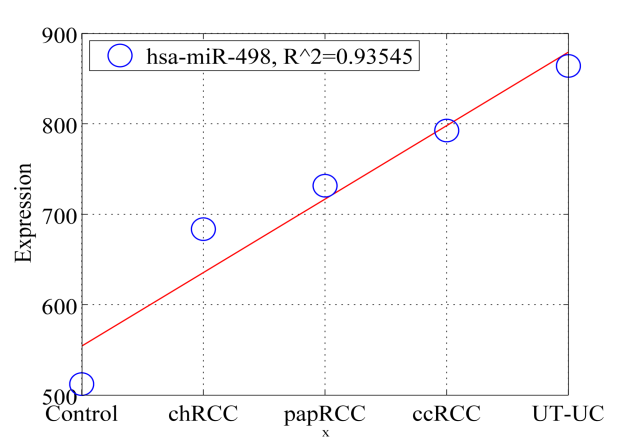 900
hsa-miR-498, R^2=0.93545
800
700
600
500
Expression
Control chRCC papRCC ccRCC UT-UC
x